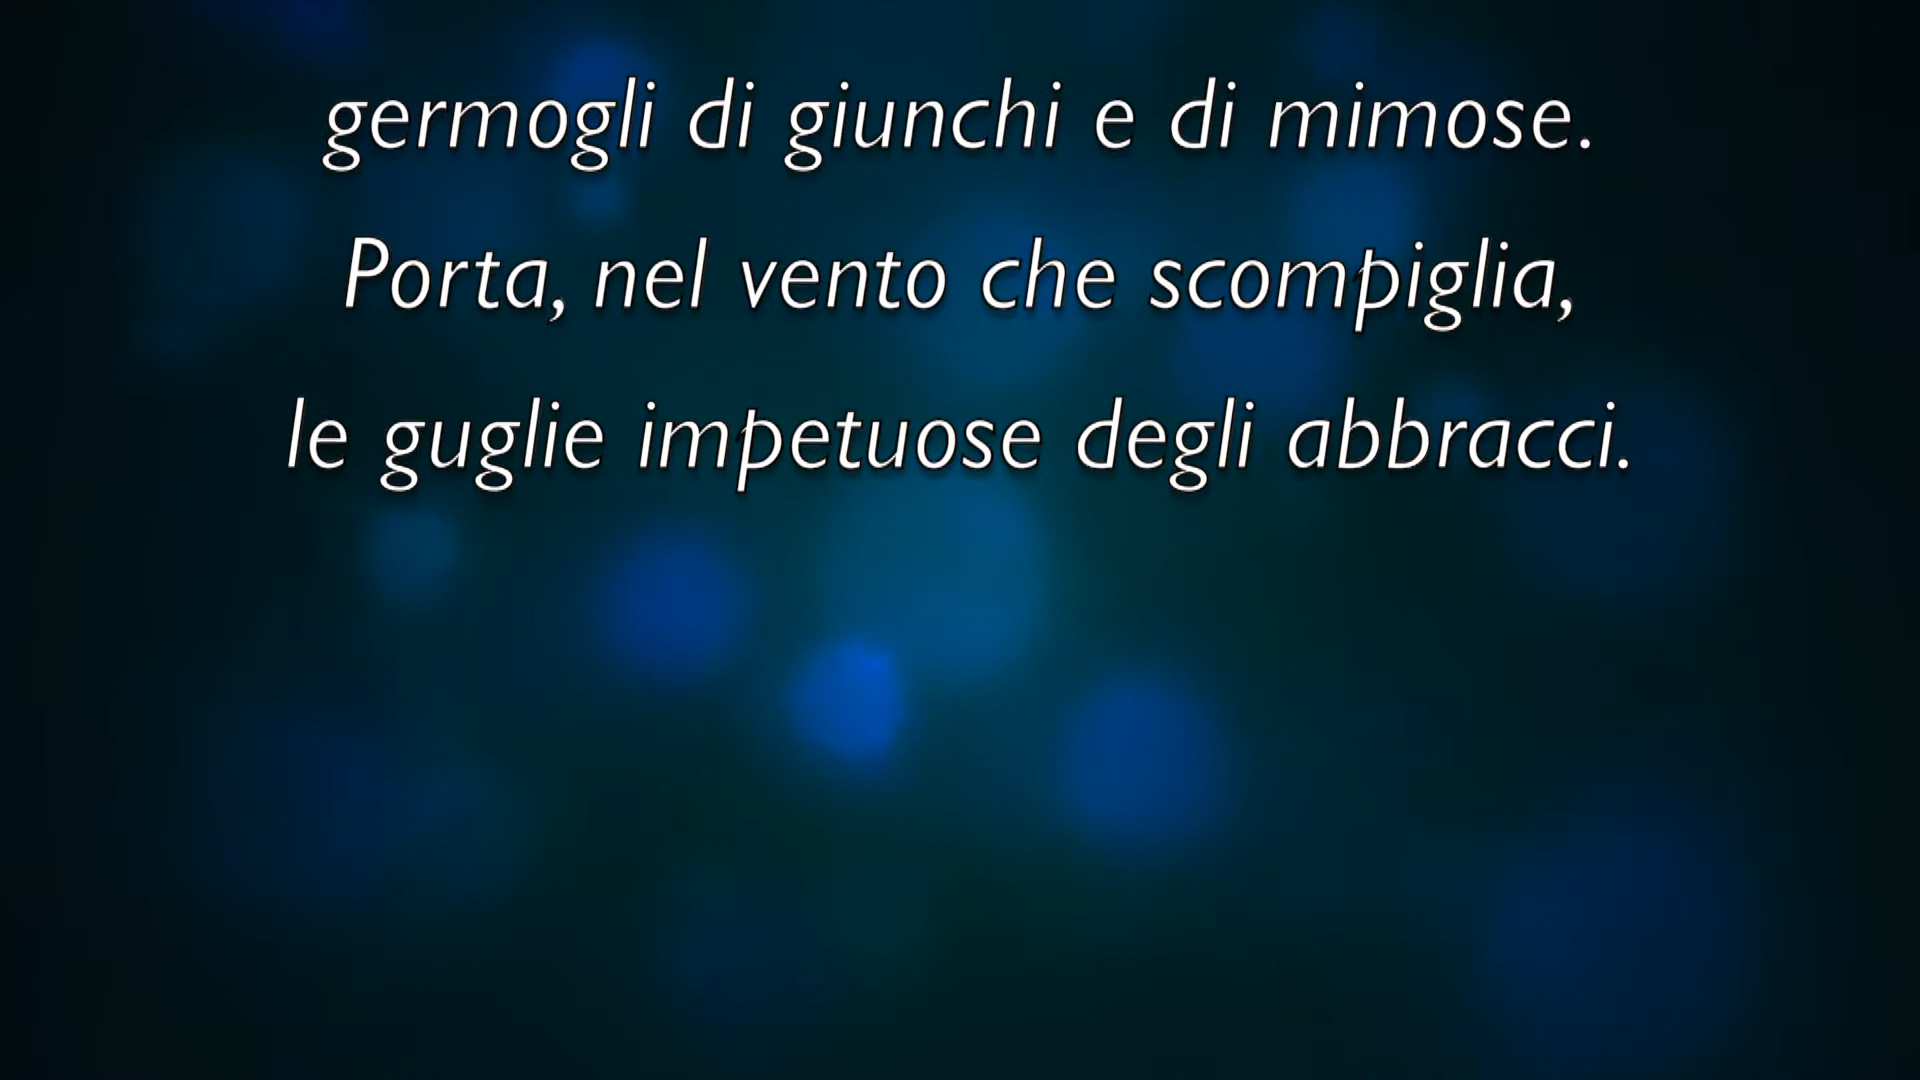 germogli di giunchi e di mimose.
Porta, nel vento che scompiglia,
le guglie impetuose degli abbracci.